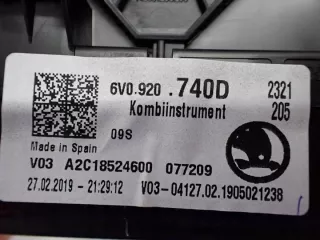 6V0.920 .740D 2321
Kombiinstrument 205
09S
Made in Spain
V03 A2C18524600 077209
27.02.2019 - 21:29:12 V03-04127.02.1905021238